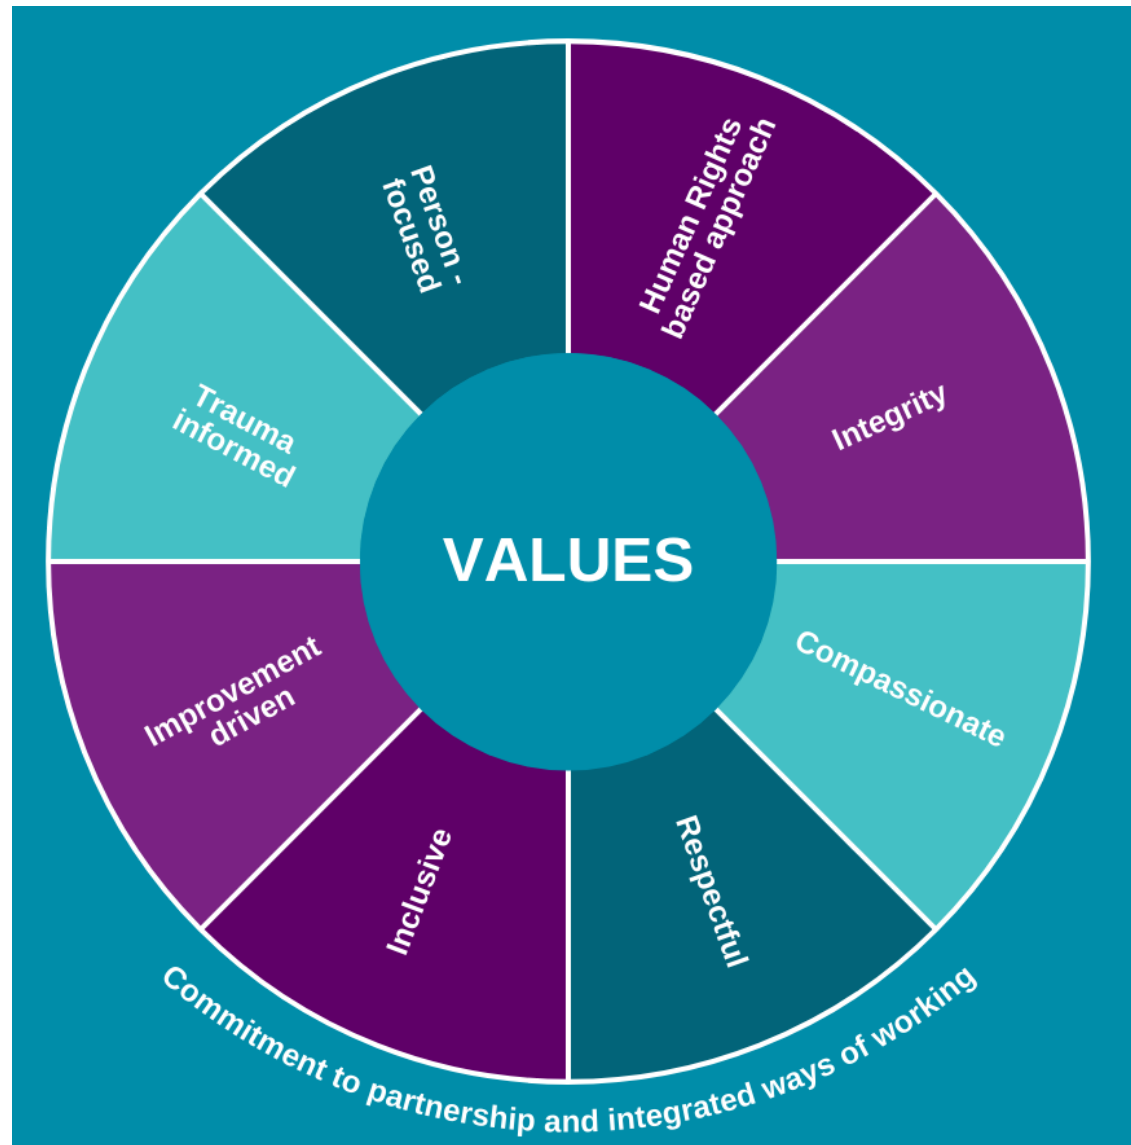 Human Rights
based approach
Integrity
Compassionate
Respectful
Inclusive
Improvement
driven
Trauma
informed
Person -
focused
VALUES
Commitment to partnership and integrated ways of working